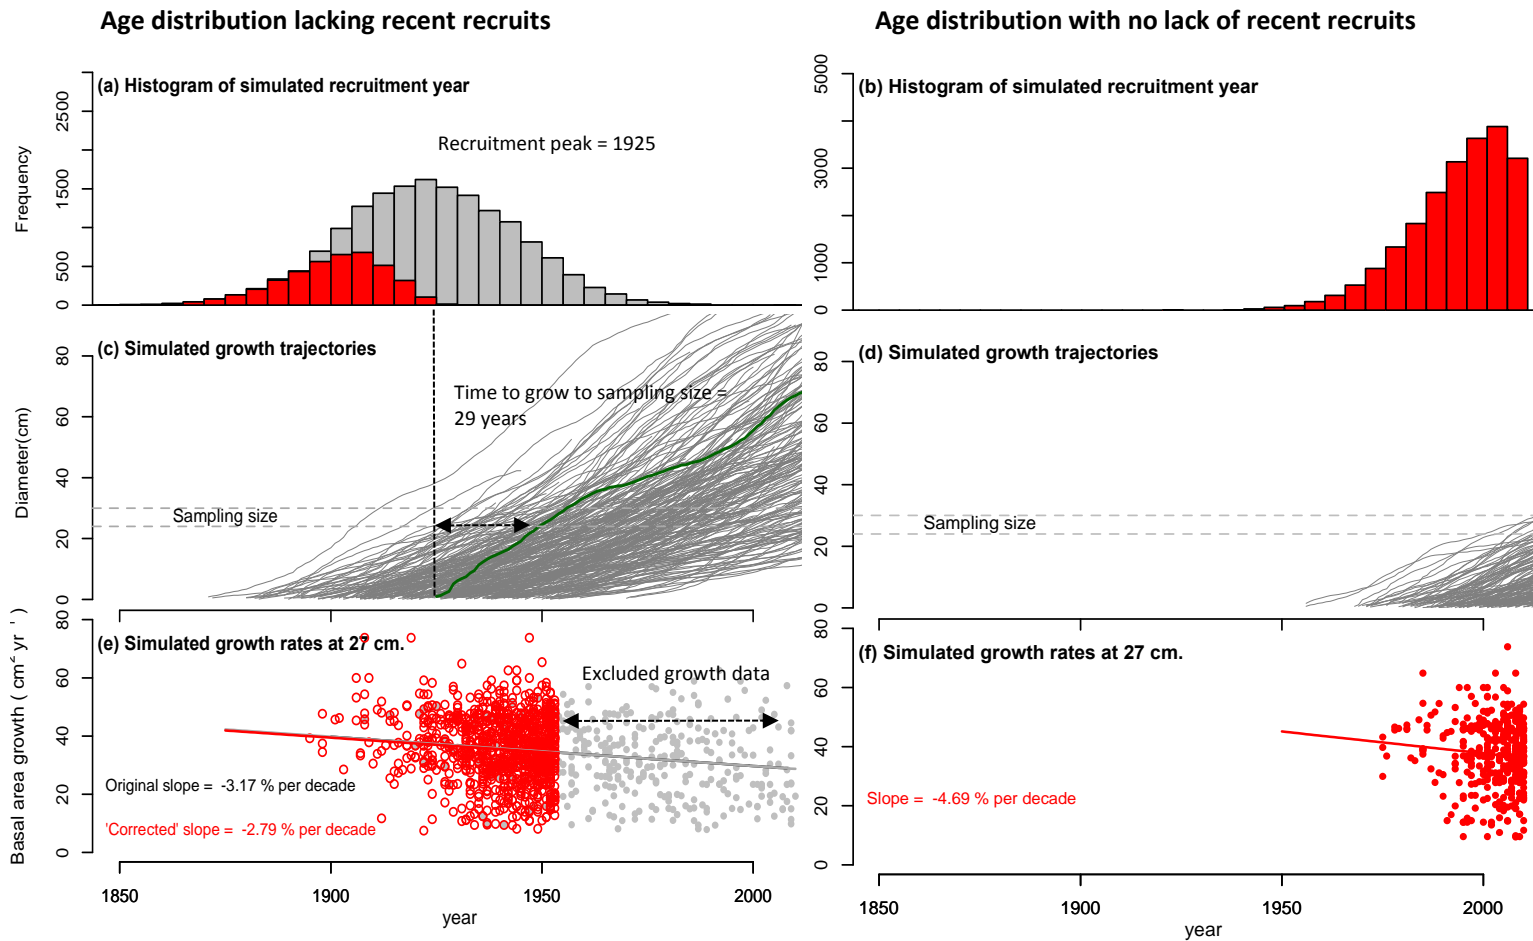 Age distribution lacking recent recruits
Age distribution with no lack of recent recruits
(a) Histogram of simulated recruitment year
Recruitment peak = 1925
Frequency
0
500
1500
2500
(b) Histogram of simulated recruitment year
0
1000
3000
5000
(c) Simulated growth trajectories
Time to grow to sampling size =
29 years
Sampling size
Diameter(cm)
0
20
40
60
80
(d) Simulated growth trajectories
Sampling size
0
20
40
60
80
(e) Simulated growth rates at 27 cm.
Excluded growth data
Original slope = -3.17 % per decade
'Corrected' slope = -2.79 % per decade
Basal area growth ( cm² yr ' )
0
20
40
60
80
1850
1900
1950
2000
year
(f) Simulated growth rates at 27 cm.
Slope = -4.69 % per decade
0
20
40
60
80
1850
1900
1950
2000
year